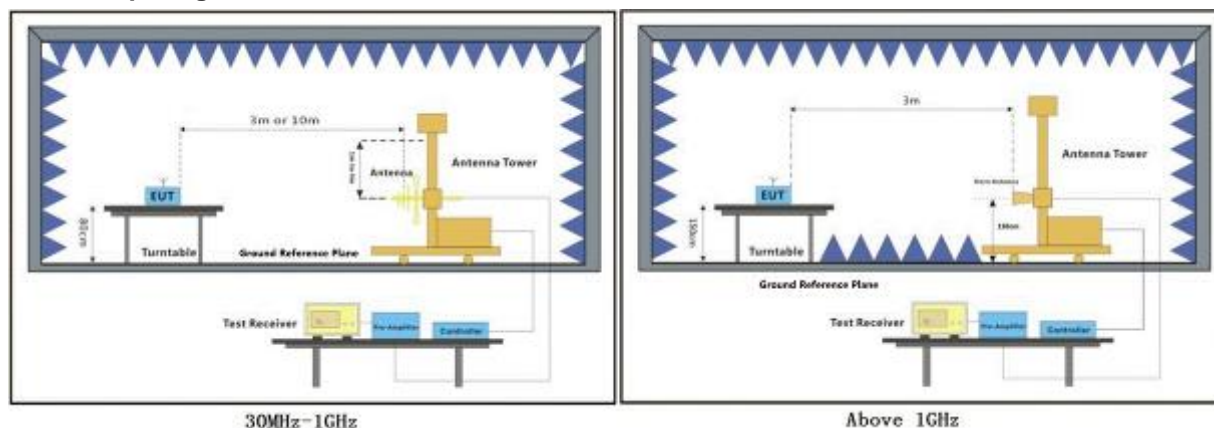 3m or 10m
Antenna
Antenna Tower
EUT
80cm
Turntable
Ground Reference Plane
Test Receiver
Pre-Amplifier
Controller
30MHz-1GHz
3m
Antenna Tower
EUT
150cm
Turntable
150cm
Ground Reference Plane
Test Receiver
Pre-Amplifier
Controller
Above 1GHz